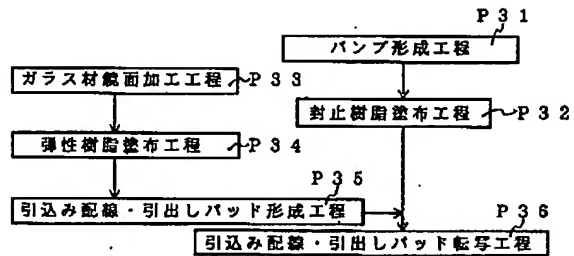 P31
バンプ形成工程
ガラス材鏡面加工工程
P33
封止樹脂塗布工程
P32
弾性樹脂塗布工程
P34
P35
引込み配線・引出しパッド形成工程
P36
引込み配線・引出しパッド転写工程